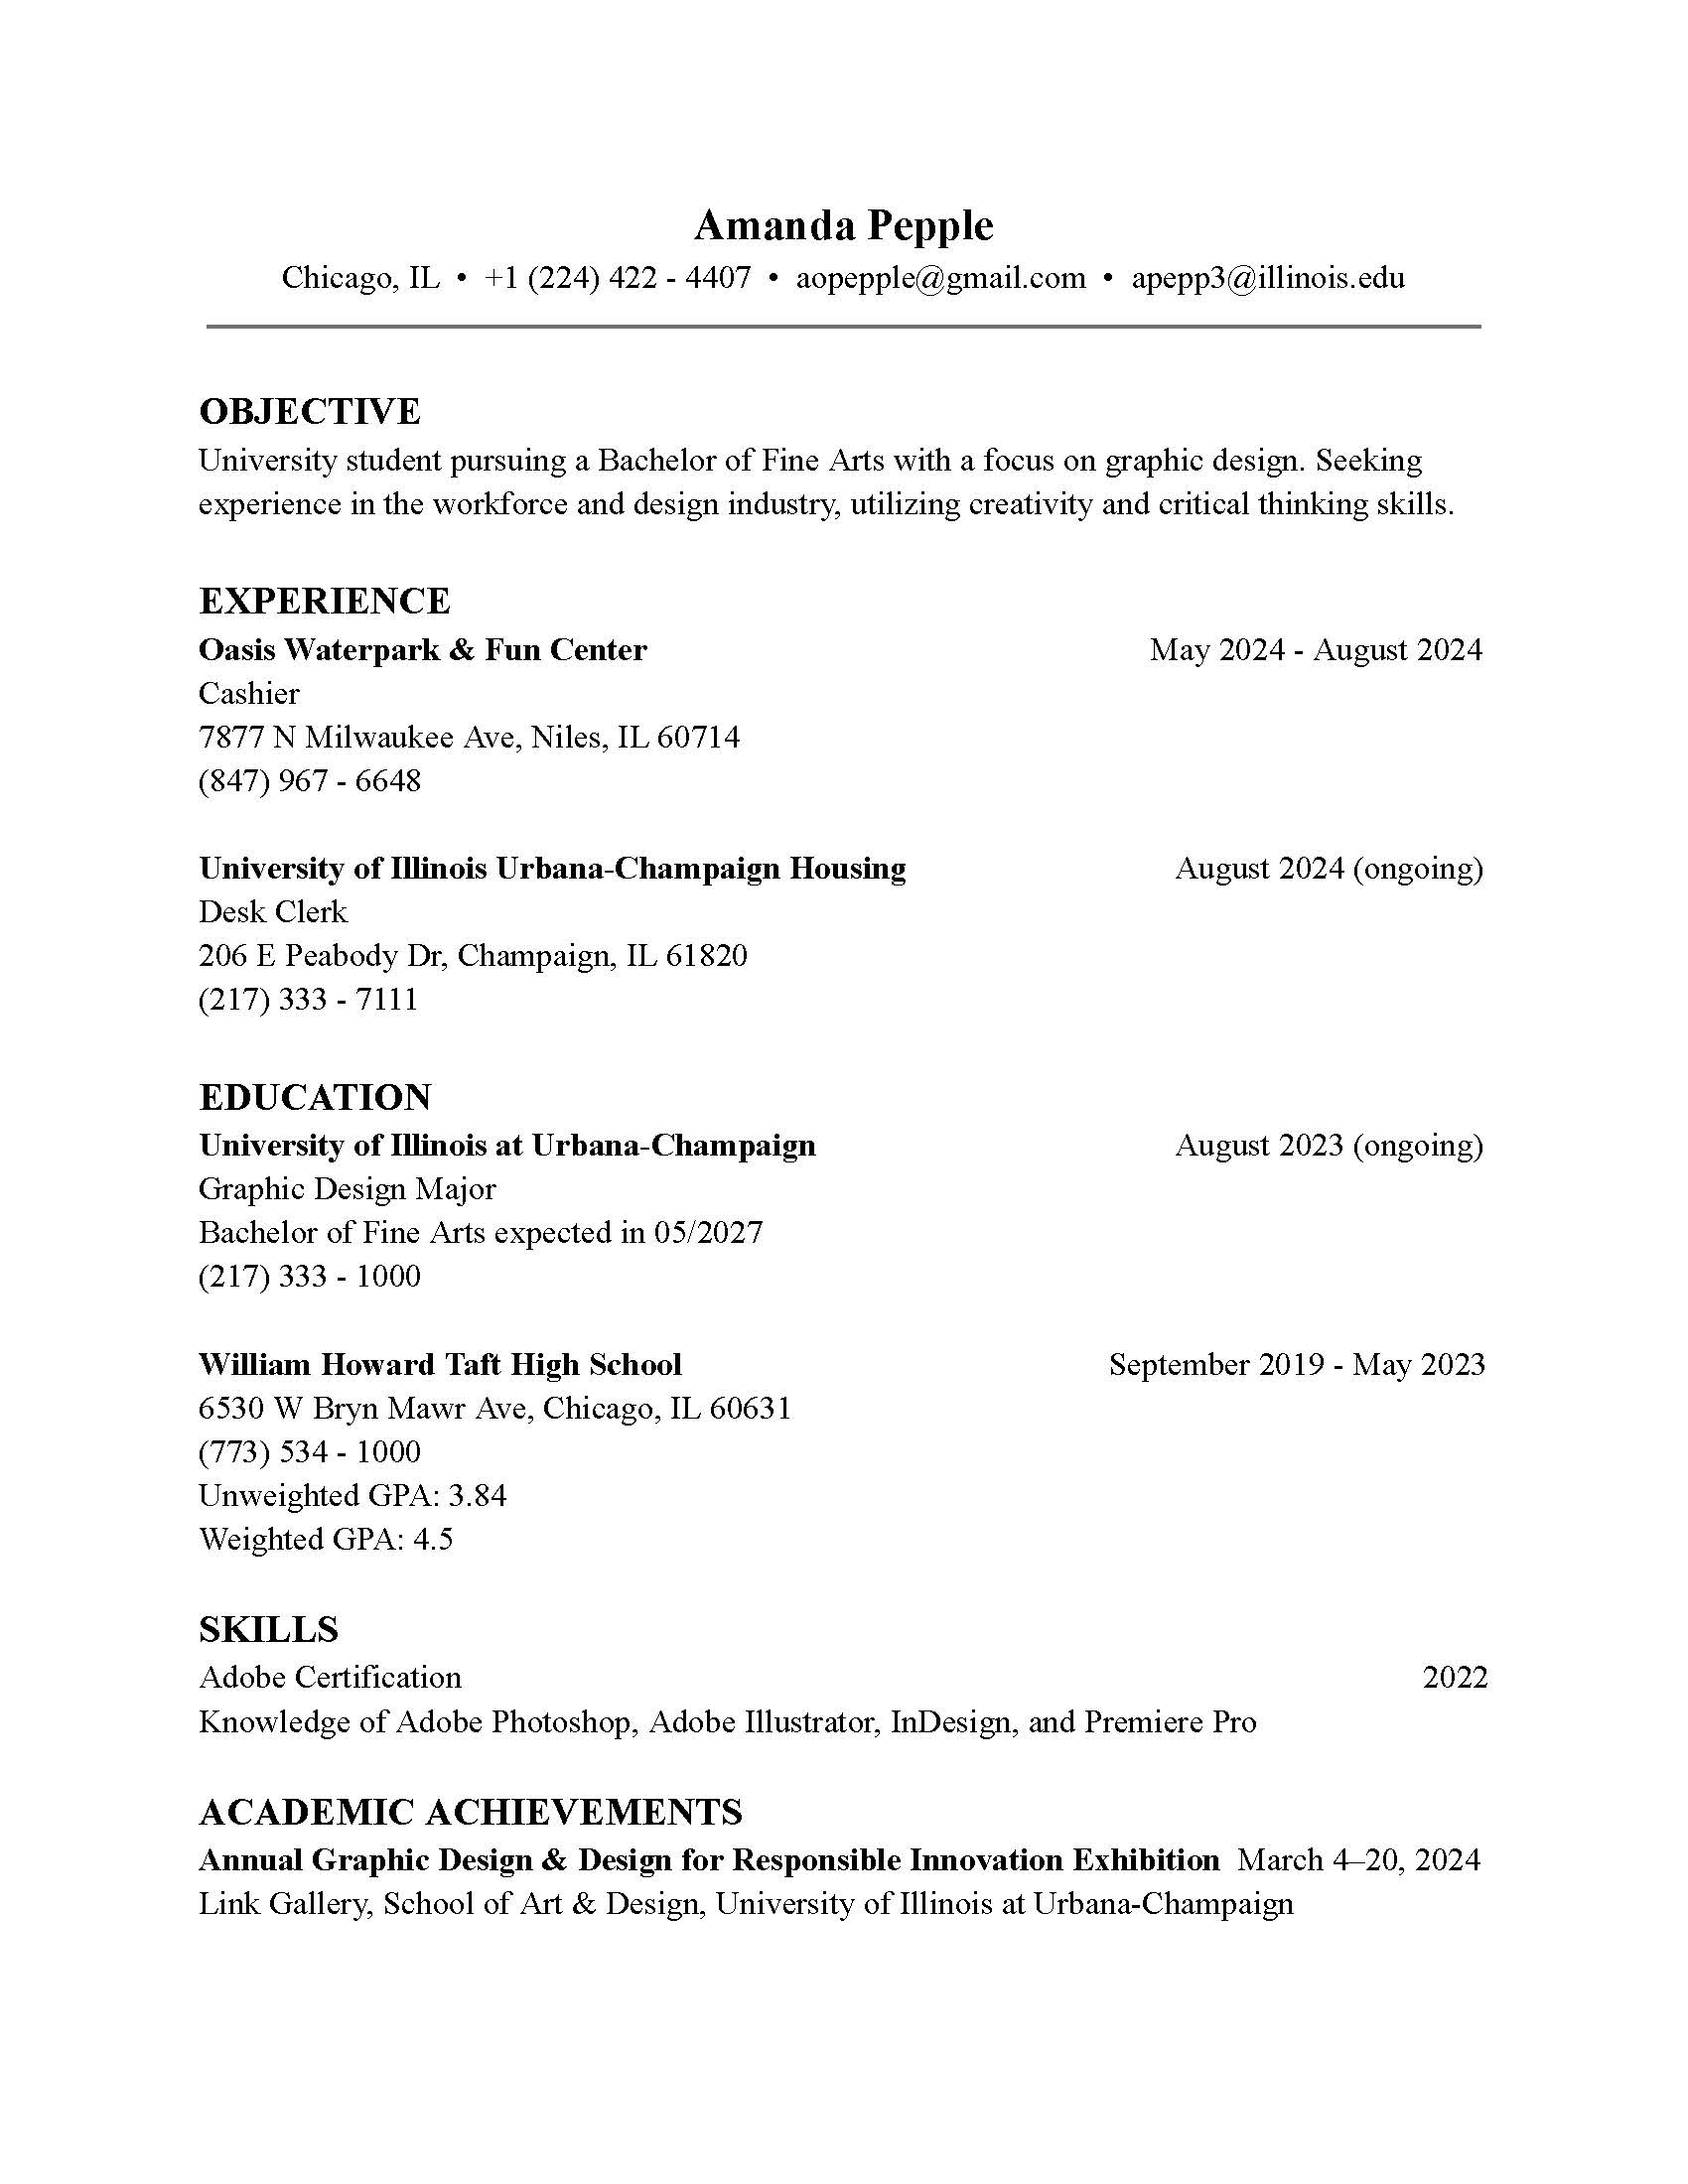 Amanda Pepple
Chicago, IL • +1 (224) 422 - 4407 • aopepple@gmail.com • apepp3@illinois.edu
OBJECTIVE
University student pursuing a Bachelor of Fine Arts with a focus on graphic design. Seeking
experience in the workforce and design industry, utilizing creativity and critical thinking skills.
EXPERIENCE
Oasis Waterpark & Fun Center May 2024 - August 2024
Cashier
7877 N Milwaukee Ave, Niles, IL 60714
(847) 967 - 6648
University of Illinois Urbana-Champaign Housing August 2024 (ongoing)
Desk Clerk
206 E Peabody Dr, Champaign, IL 61820
(217) 333 - 7111
EDUCATION
University of Illinois at Urbana-Champaign August 2023 (ongoing)
Graphic Design Major
Bachelor of Fine Arts expected in 05/2027
(217) 333 - 1000
William Howard Taft High School September 2019 - May 2023
6530 W Bryn Mawr Ave, Chicago, IL 60631
(773) 534 - 1000
Unweighted GPA: 3.84
Weighted GPA: 4.5
SKILLS
Adobe Certification 2022
Knowledge of Adobe Photoshop, Adobe Illustrator, InDesign, and Premiere Pro
ACADEMIC ACHIEVEMENTS
Annual Graphic Design & Design for Responsible Innovation Exhibition March 4–20, 2024
Link Gallery, School of Art & Design, University of Illinois at Urbana-Champaign